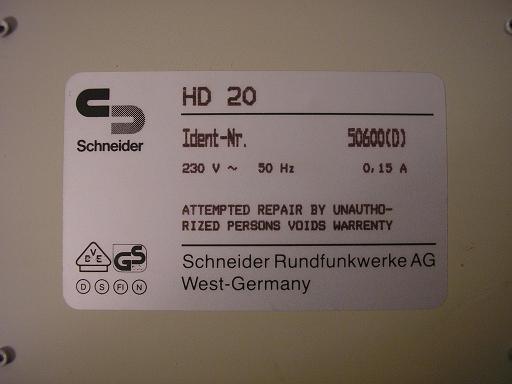 HD 20
Schneider
Ident-Nr. 50600(D)
230 V ~ 50 Hz 0,15 A
ATTEMPTED REPAIR BY UNAUTHO-
RIZED PERSONS VOIDS WARRENTY
DVE GS
D S FI N
Schneider Rundfunkwerke AG
West-Germany